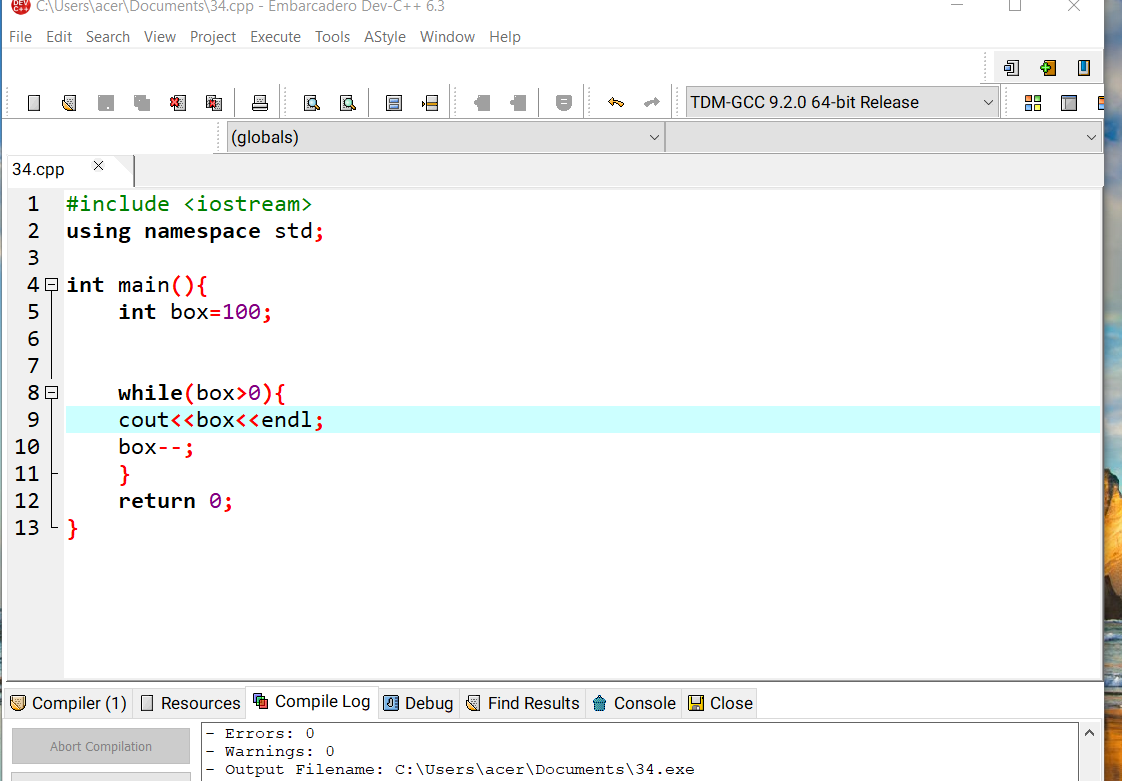 C:\Users\acer\Documents\34.cpp - Embarcadero Dev-C++ 6.3
File Edit Search View Project Execute Tools AStyle Window Help
TDM-GCC 9.2.0 64-bit Release
(globals)
34.cpp
1 #include <iostream>
2 using namespace std;
3
4 int main(){
5 int box=100;
6
7
8 while(box>0){
9 cout<<box<<endl;
10 box--;
11 }
12 return 0;
13 }
Compiler (1) Resources Compile Log Debug Find Results Console Close
Abort Compilation
- Errors: 0
- Warnings: 0
- Output Filename: C:\Users\acer\Documents\34.exe